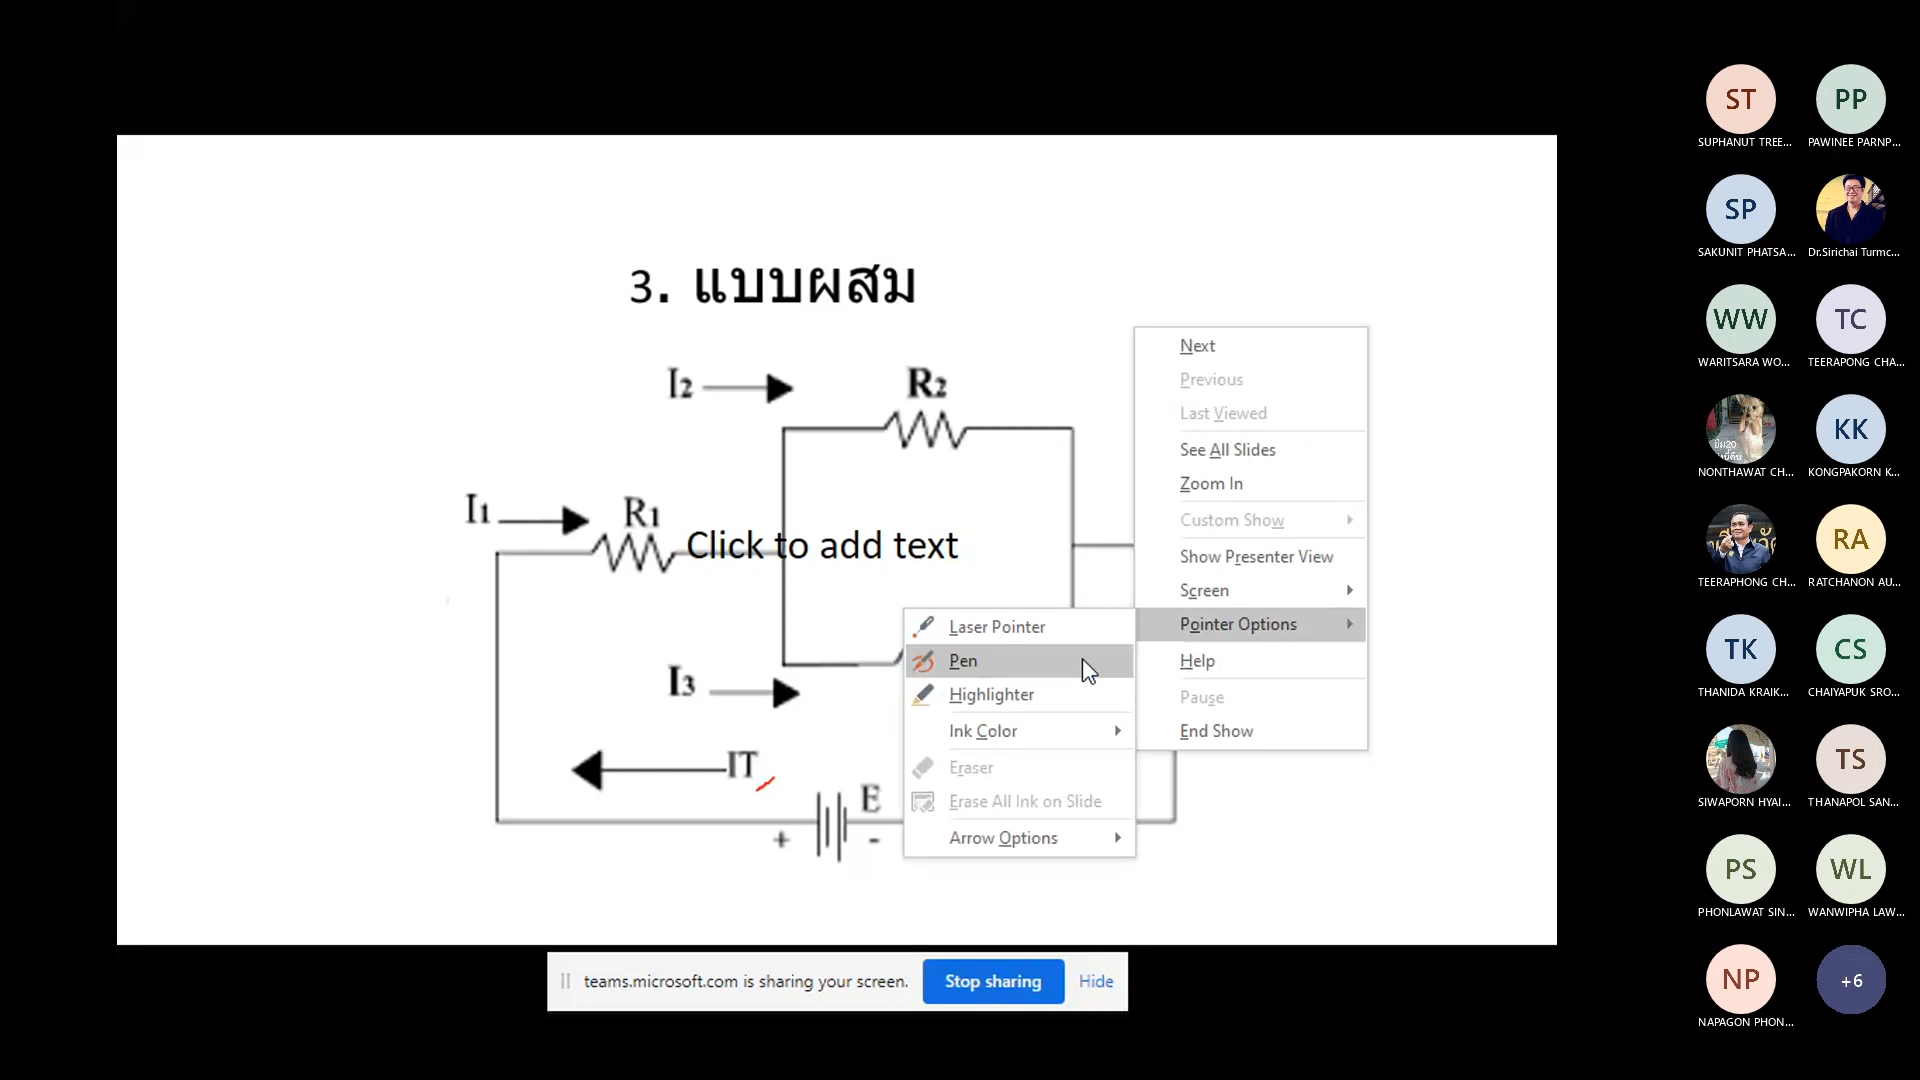 3. แบบผสม
I2
R2
I1
R1
Click to add text
I3
IT
E
+
-
Next
Previous
Last Viewed
See All Slides
Zoom In
Custom Show
Show Presenter View
Screen
Pointer Options
Help
Pause
End Show
Laser Pointer
Pen
Highlighter
Ink Color
Eraser
Erase All Ink on Slide
Arrow Options
teams.microsoft.com is sharing your screen.
Stop sharing
Hide
ST
PP
SUPHANUT TREE...
PAWINEE PARNP...
SP
SAKUNIT PHATSA...
Dr.Sirichai Turmc...
WW
TC
WARITSARA WO...
TEERAPONG CHA...
KK
NONTHAWAT CH...
KONGPAKORN K...
RA
TEERAPHONG CH...
RATCHANON AU...
TK
CS
THANIDA KRAIK...
CHAIYAPUK SRO...
TS
SIWAPORN HYAI...
THANAPOL SAN...
PS
WL
PHONLAWAT SIN...
WANWIPHA LAW...
NP
+6
NAPAGON PHON...